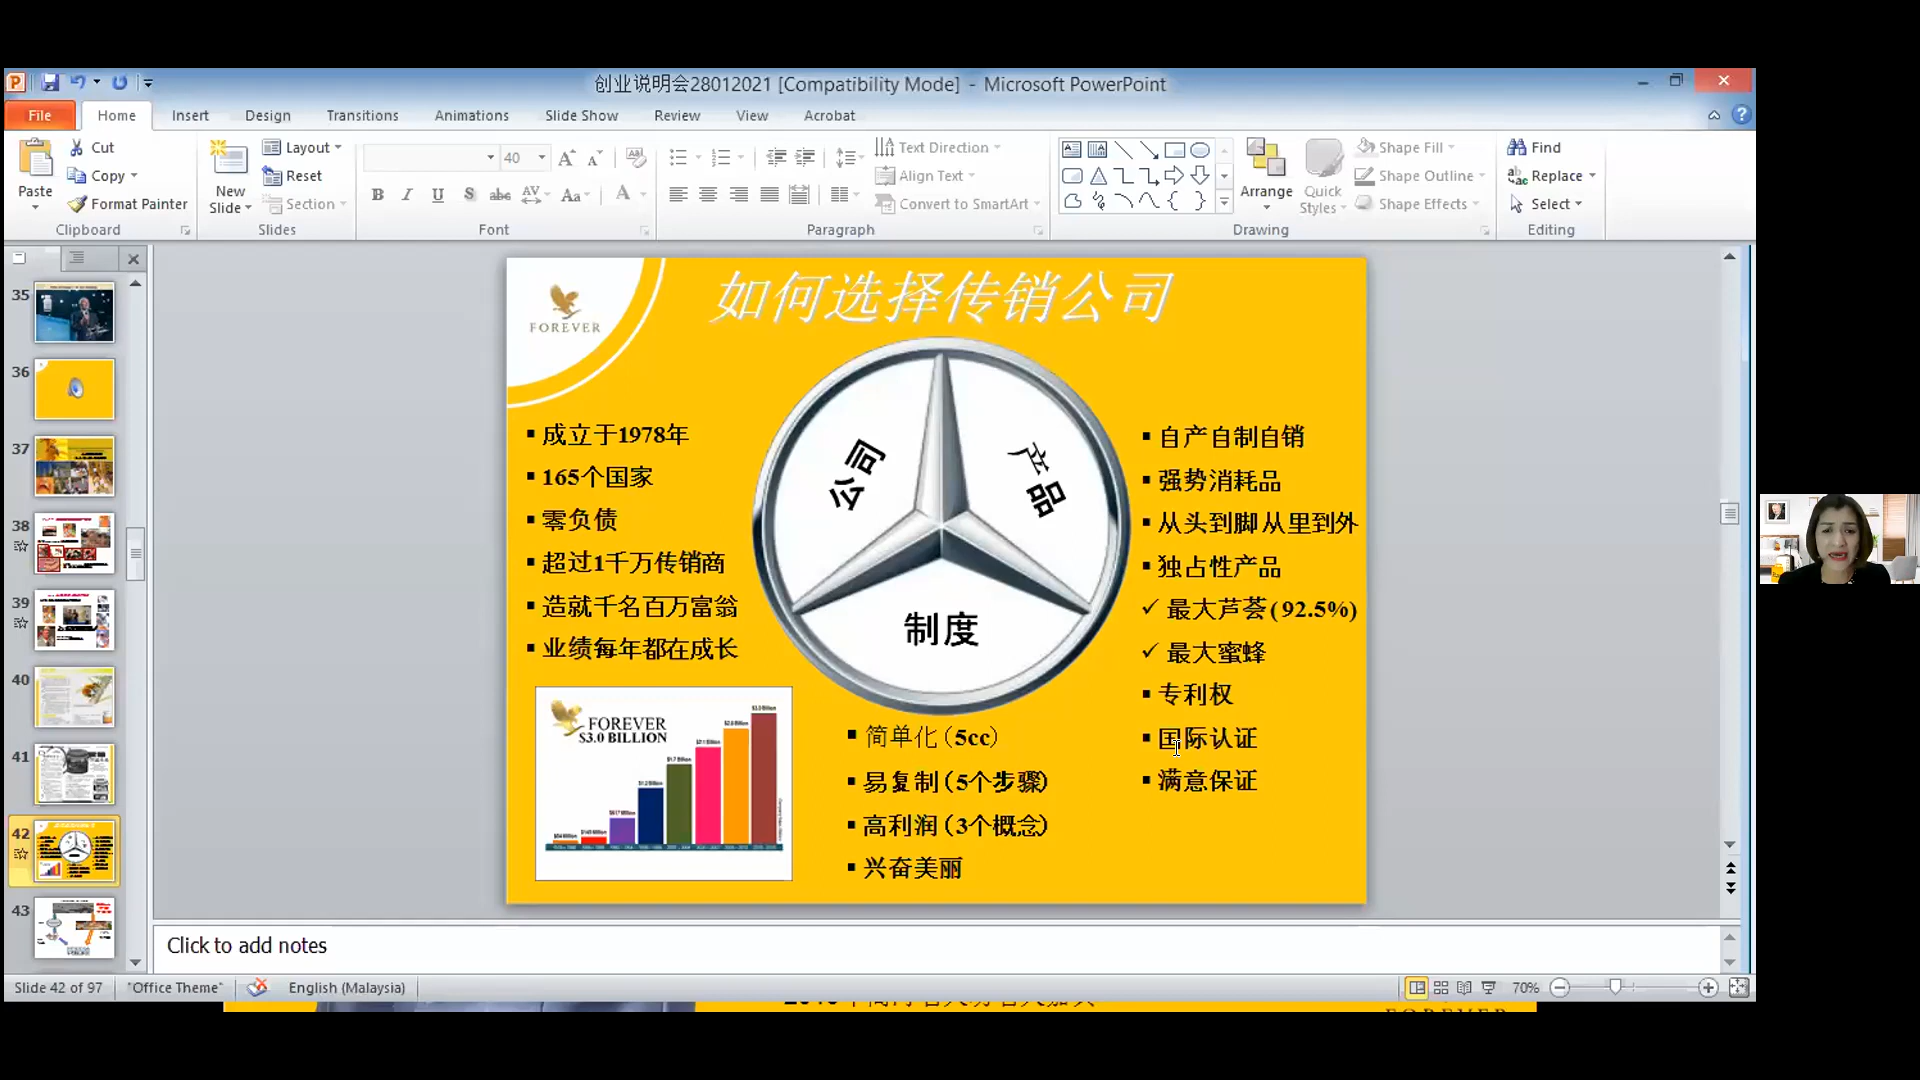 创业说明会28012021 [Compatibility Mode] - Microsoft PowerPoint
File Home Insert Design Transitions Animations Slide Show Review View Acrobat
Paste
Cut
Copy
Format Painter
Clipboard
New Slide
Layout
Reset
Section
Slides
40
Font
Text Direction
Align Text
Convert to SmartArt
Paragraph
Arrange
Quick Styles
Shape Fill
Shape Outline
Shape Effects
Drawing
Find
Replace
Select
Editing
35
36
37
38
39
40
41
42
43
FOREVER
如何选择传销公司
成立于1978年
165个国家
零负债
超过1千万传销商
造就千名百万富翁
业绩每年都在成长
公司
产品
制度
自产自制自销
强势消耗品
从头到脚 从里到外
独占性产品
最大芦荟(92.5%)
最大蜜蜂
专利权
国际认证
满意保证
FOREVER
$3.0 BILLION
简单化（5cc）
易复制（5个步骤）
高利润（3个概念）
兴奋美丽
Click to add notes
Slide 42 of 97
"Office Theme"
English (Malaysia)
70%